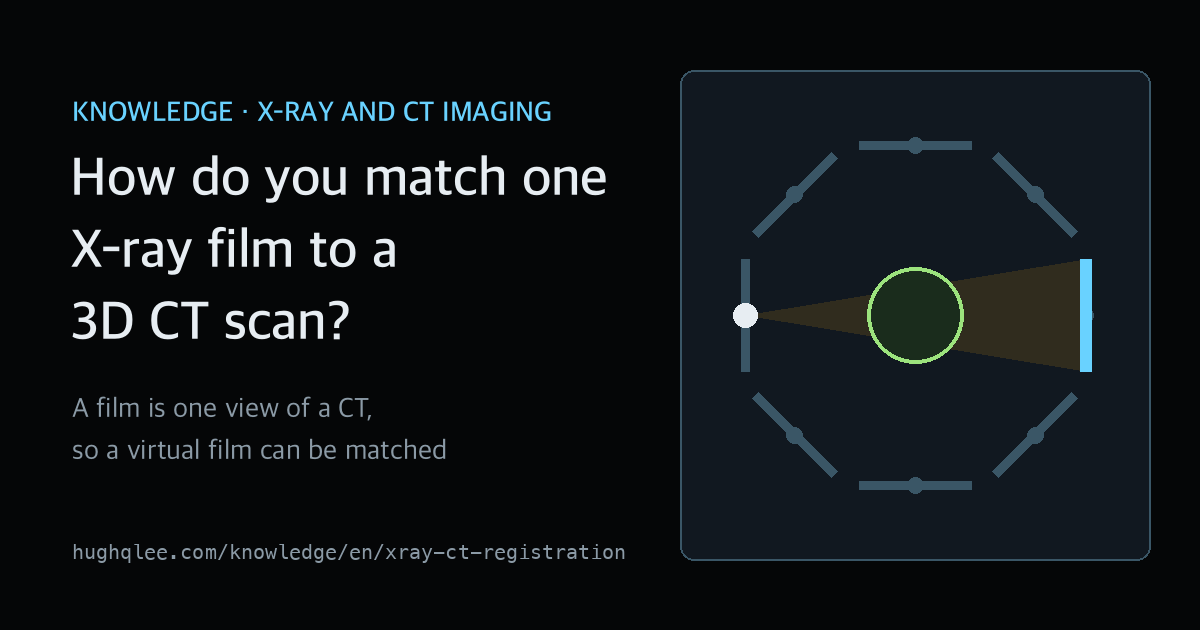 KNOWLEDGE · X-RAY AND CT IMAGING
How do you match one
X-ray film to a
3D CT scan?
A film is one view of a CT,
so a virtual film can be matched
hughqlee.com/knowledge/en/xray-ct-registration